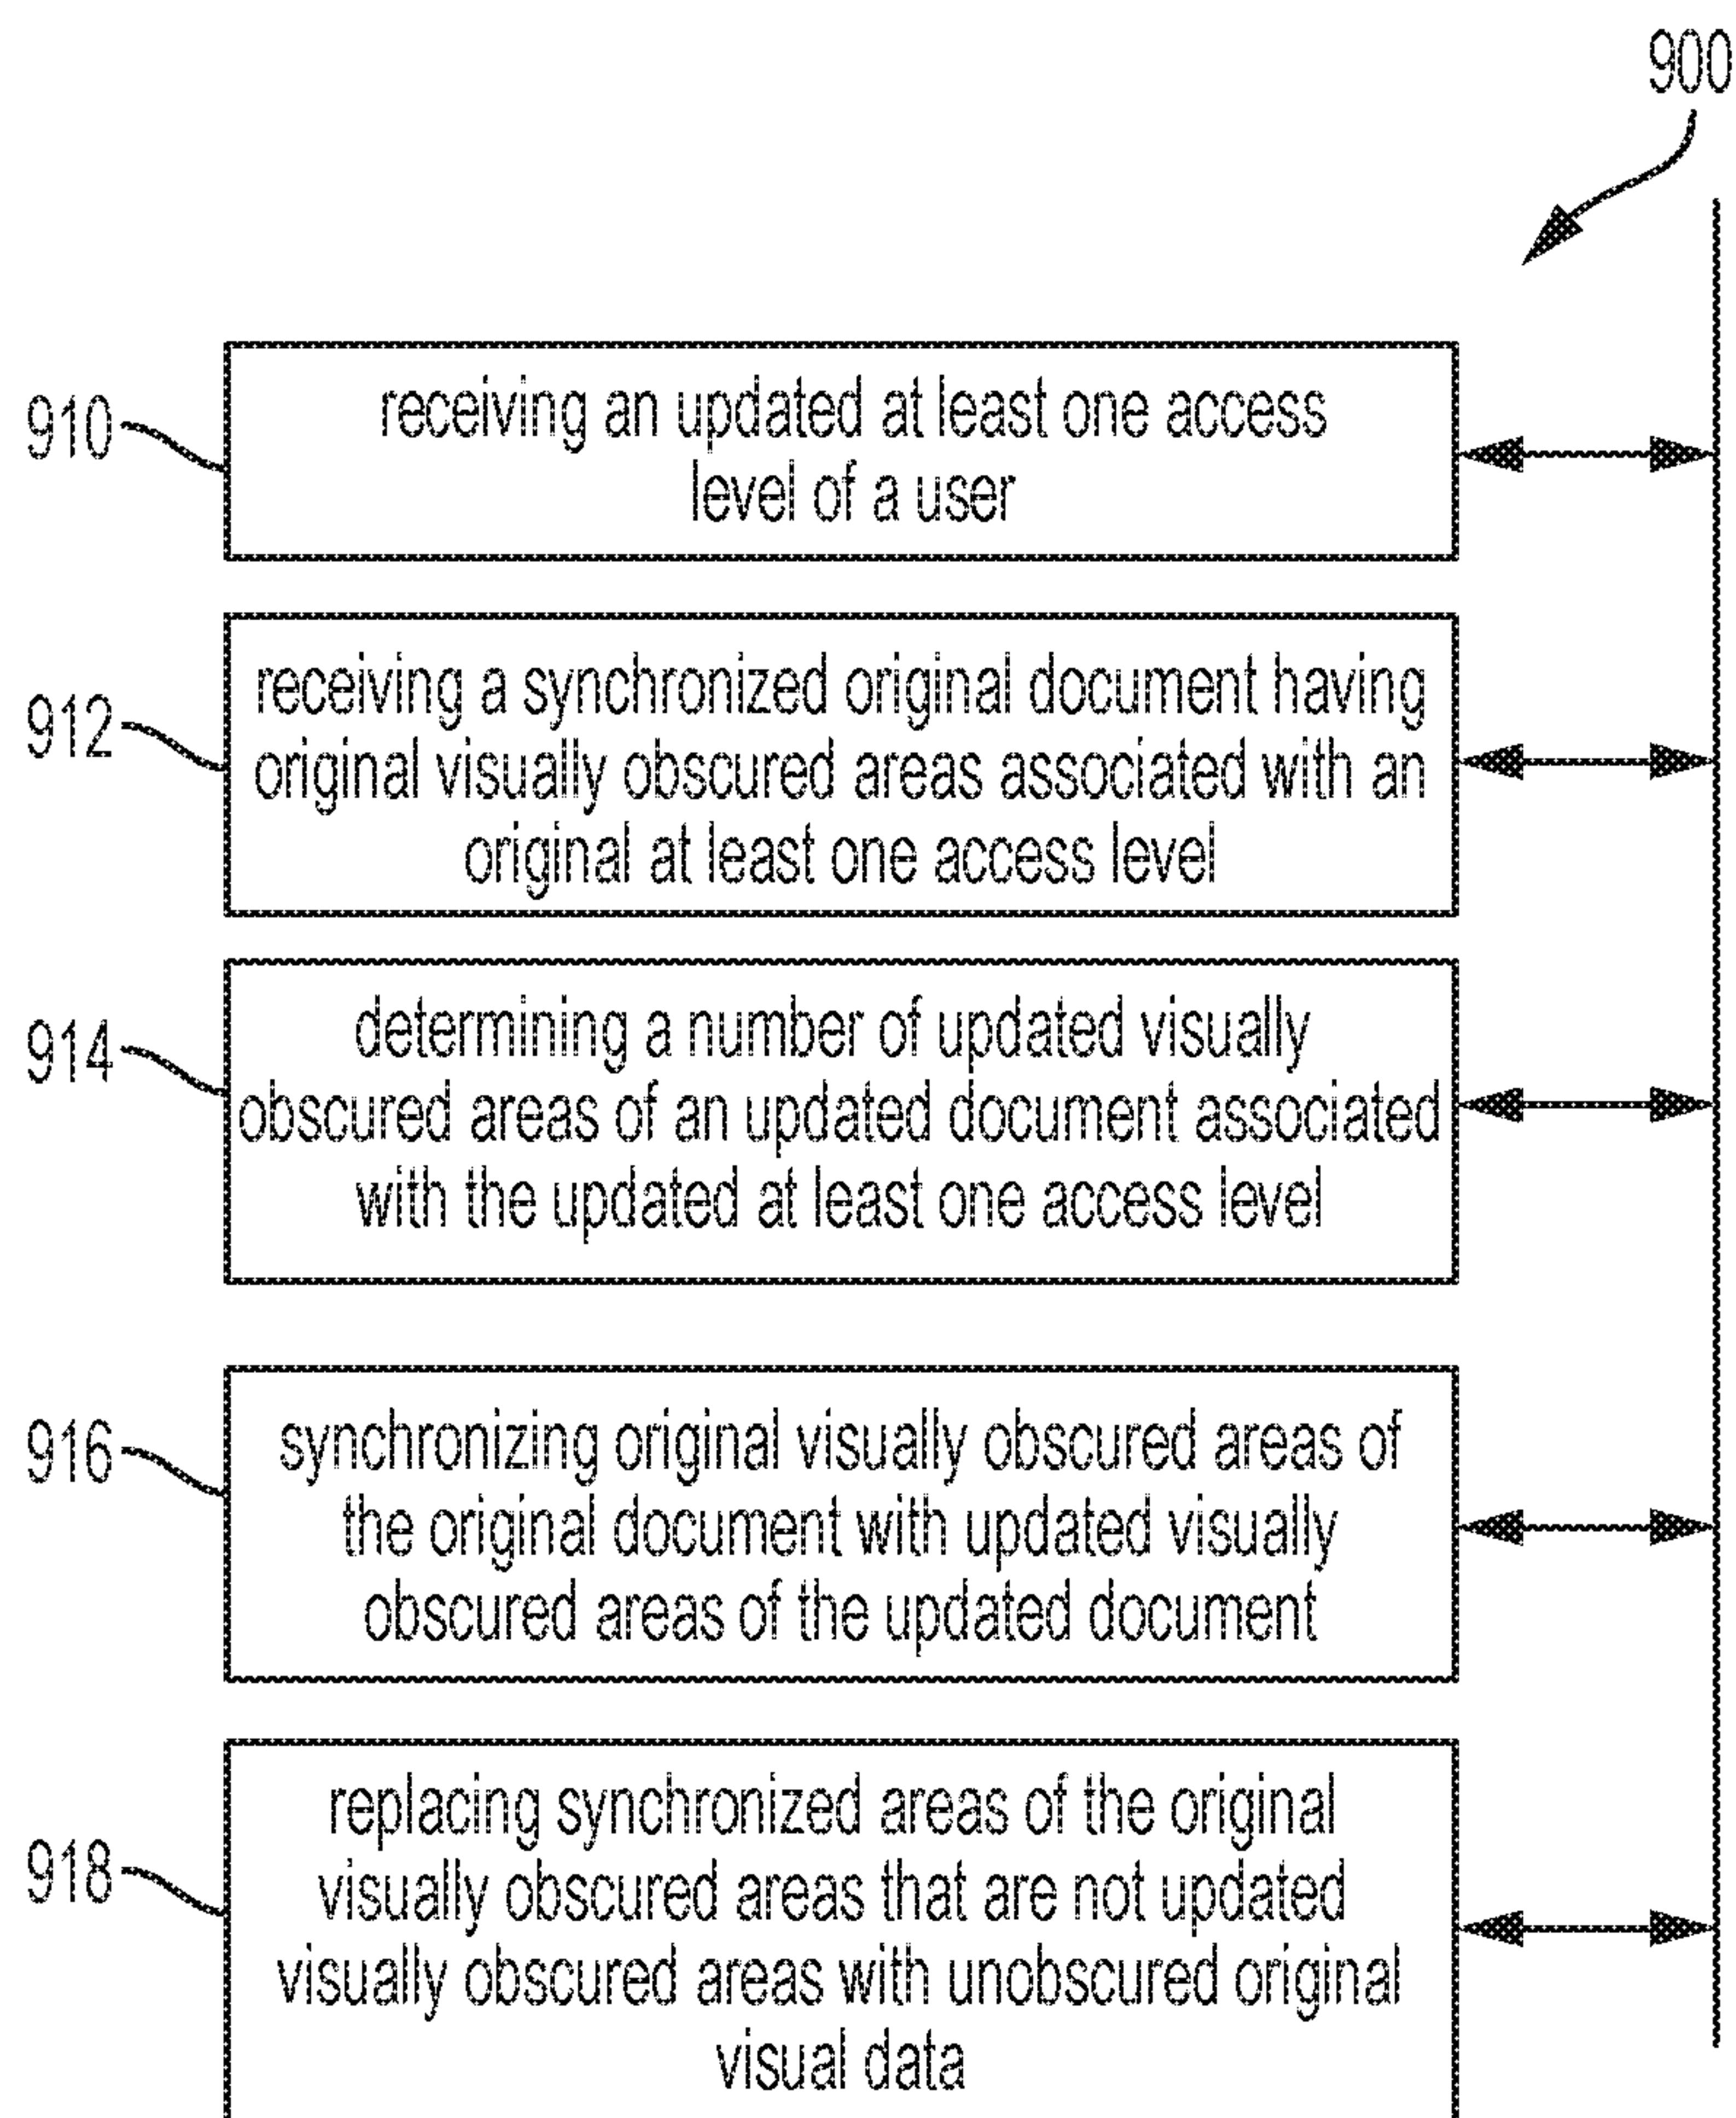 900
910
receiving an updated at least one access
level of a user
912
receiving a synchronized original document having
original visually obscured areas associated with an
original at least one access level
914
determining a number of updated visually
obscured areas of an updated document associated
with the updated at least one access level
916
synchronizing original visually obscured areas of
the original document with updated visually
obscured areas of the updated document
918
replacing synchronized areas of the original
visually obscured areas that are not updated
visually obscured areas with unobscured original
visual data